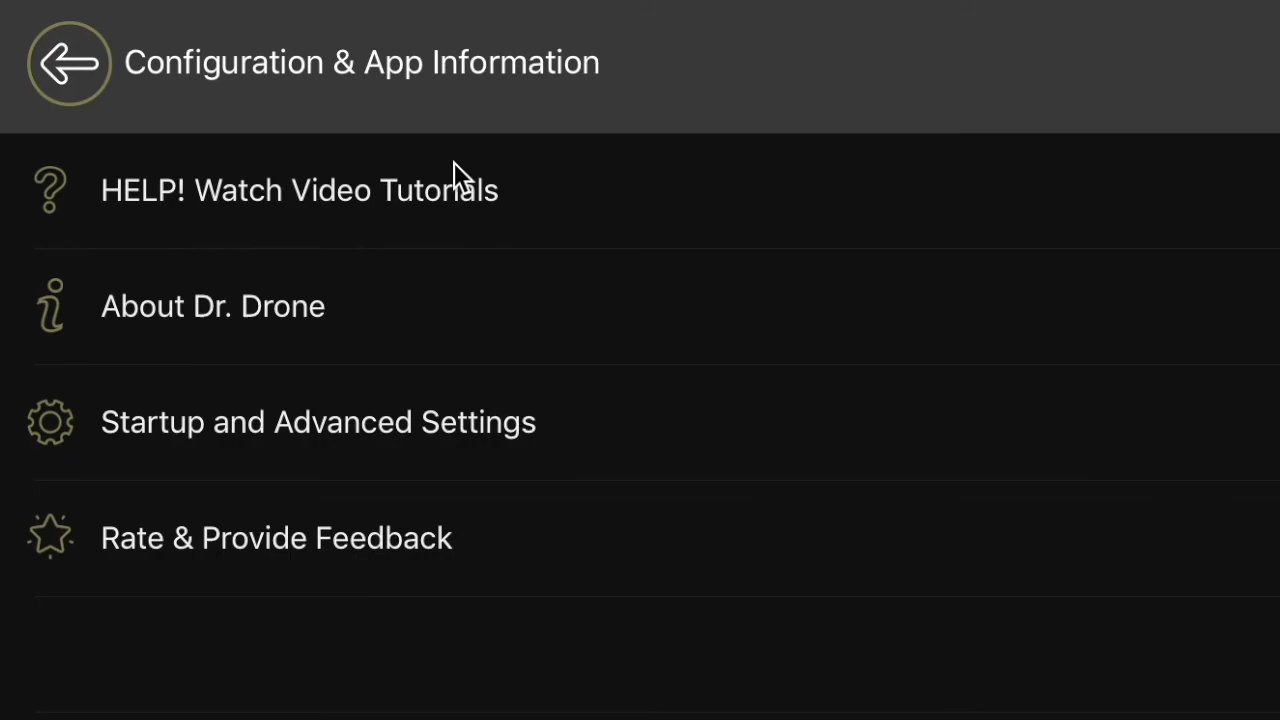 Configuration & App Information
HELP! Watch Video Tutorials
About Dr. Drone
Startup and Advanced Settings
Rate & Provide Feedback